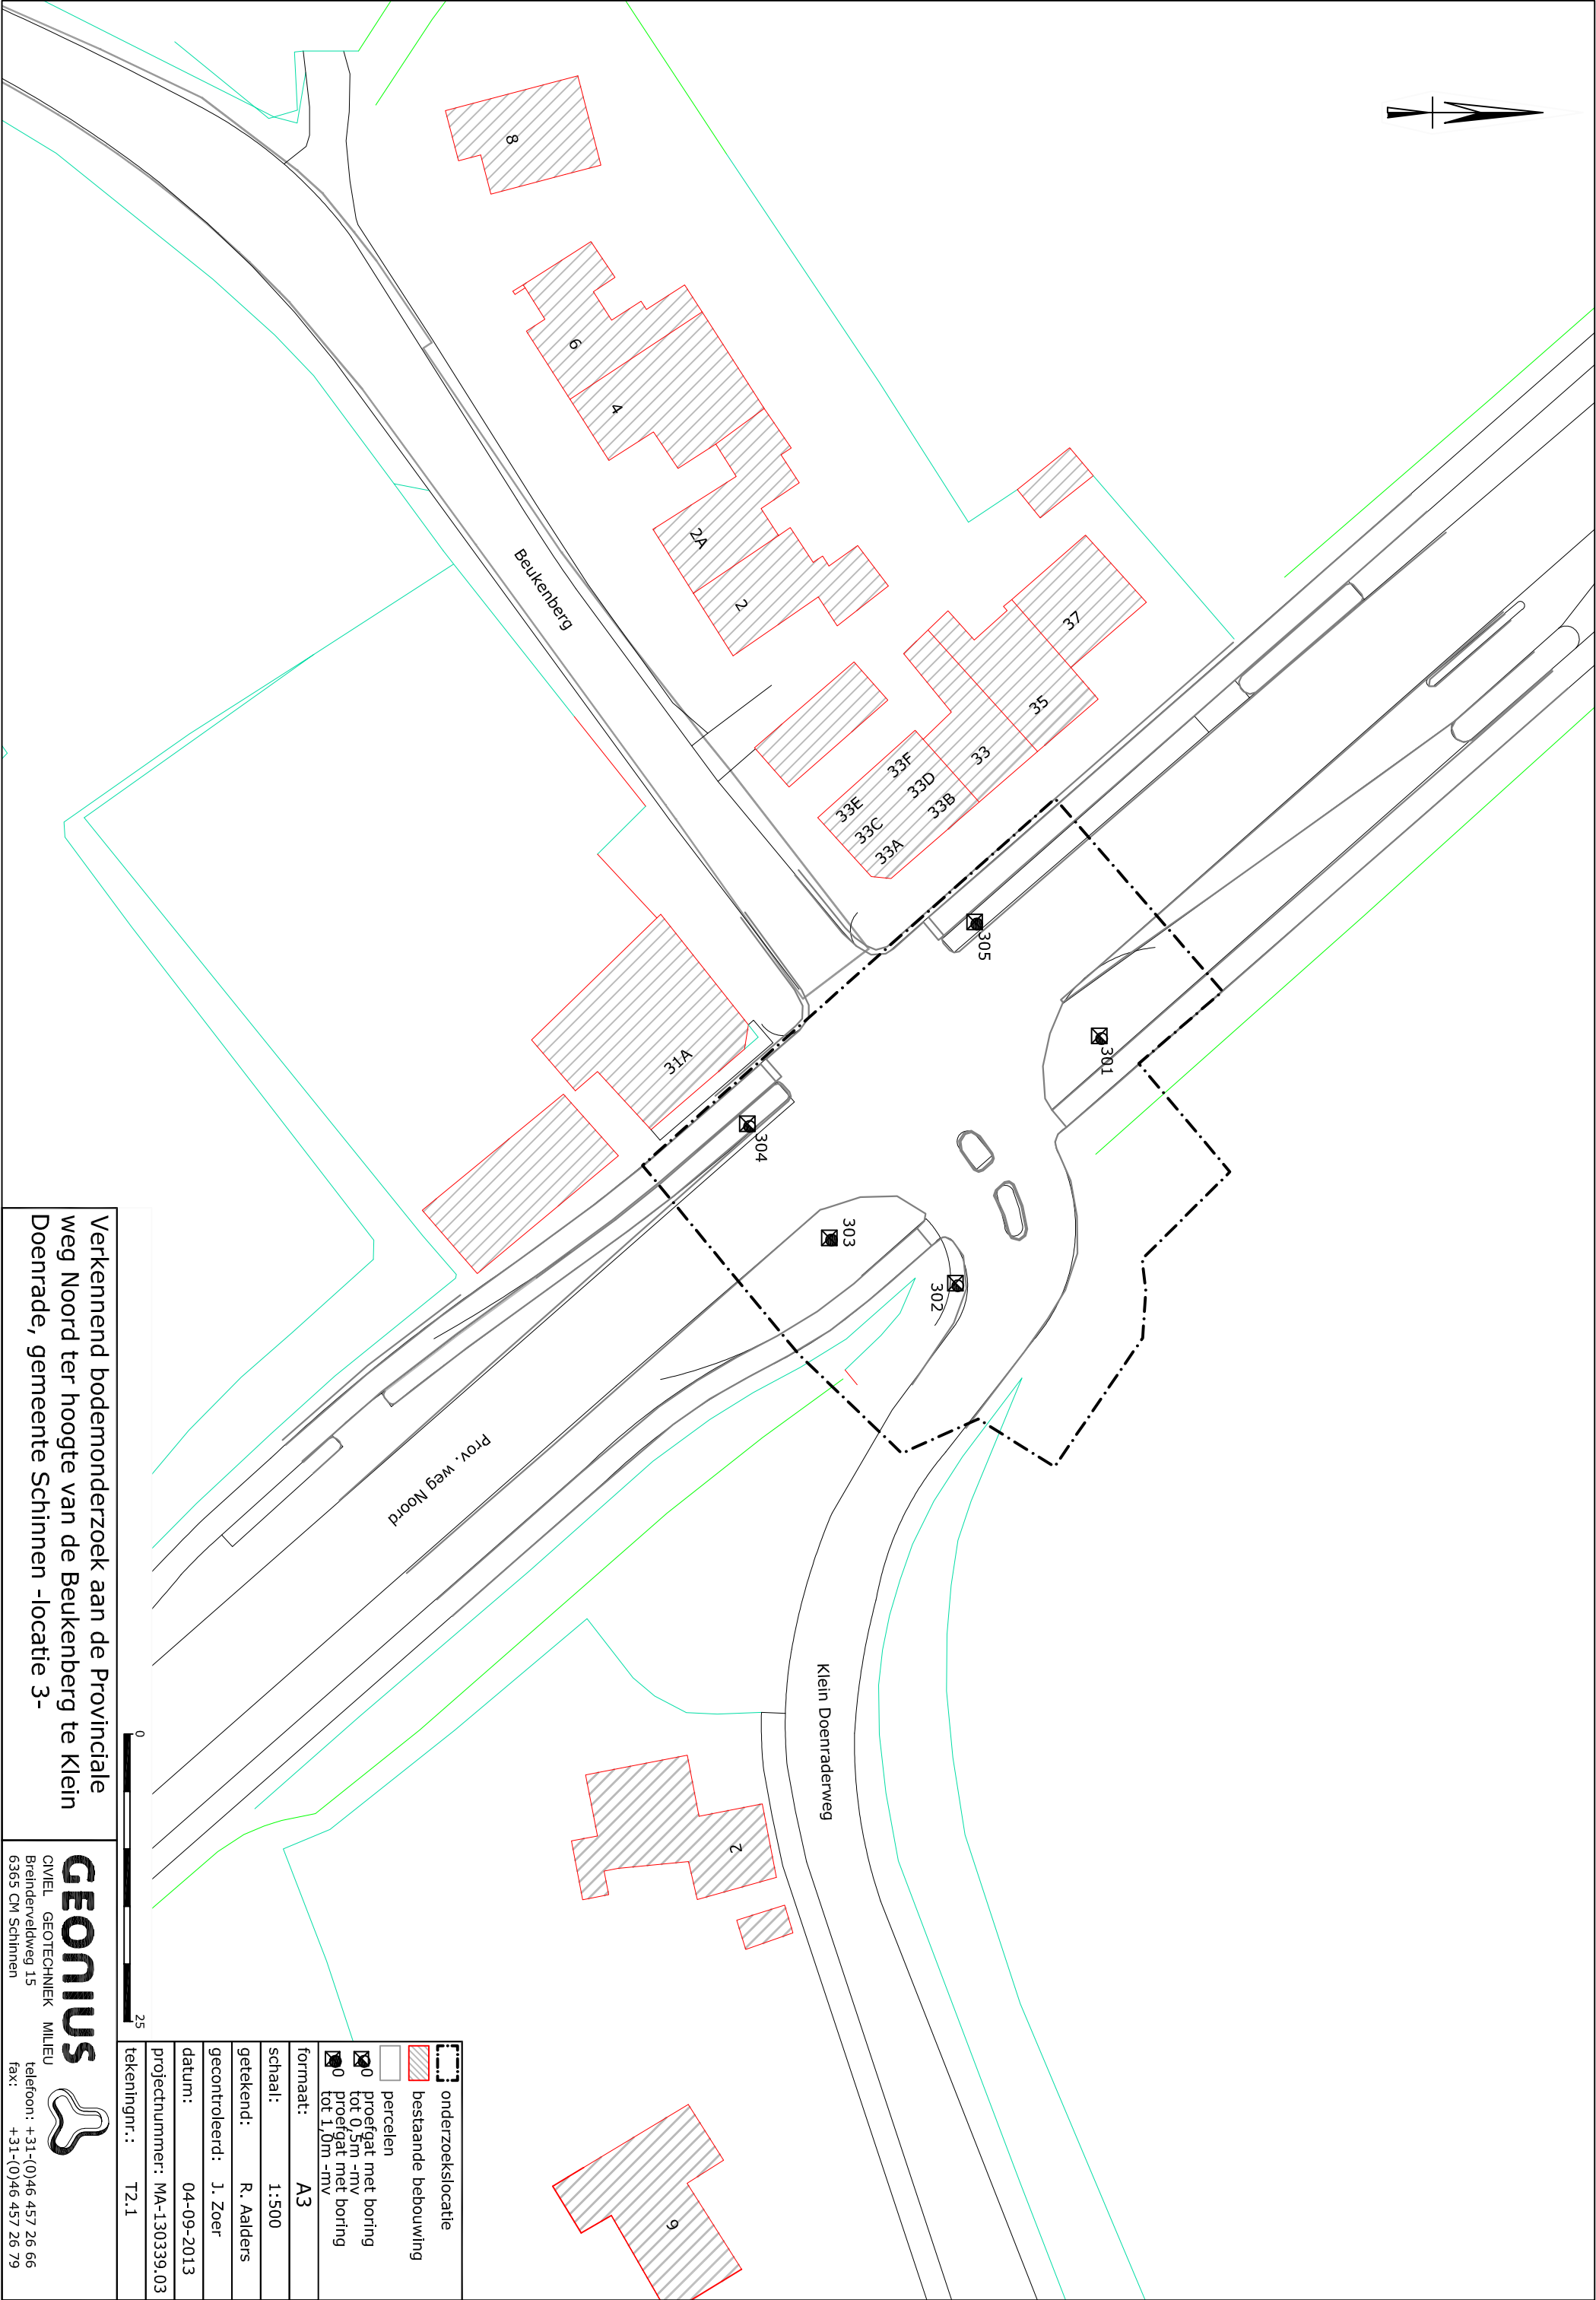 8
6
4
2A
2
37
35
33
33F
33D
33B
33E
33C
33A
31A
Beukenberg
305
301
304
303
302
Prov. weg Noord
Klein Doenraderweg
2
9
Verkennend bodemonderzoek aan de Provinciale
weg Noord ter hoogte van de Beukenberg te Klein
Doenrade, gemeente Schinnen -locatie 3-
0 25
GEONIUS
CIVIEL GEOTECHNIEK MILIEU
Breinderveldweg 15 telefoon: +31-(0)46 457 26 66
6365 CM Schinnen fax: +31-(0)46 457 26 79
onderzoekslocatie
bestaande bebouwing
percelen
proefgat met boring
tot 0,5m -mv
proefgat met boring
tot 1,0m -mv
formaat: A3
schaal: 1:500
getekend: R. Aalders
gecontroleerd: J. Zoer
datum: 04-09-2013
projectnummer: MA-130339.03
tekeningnr.: T2.1